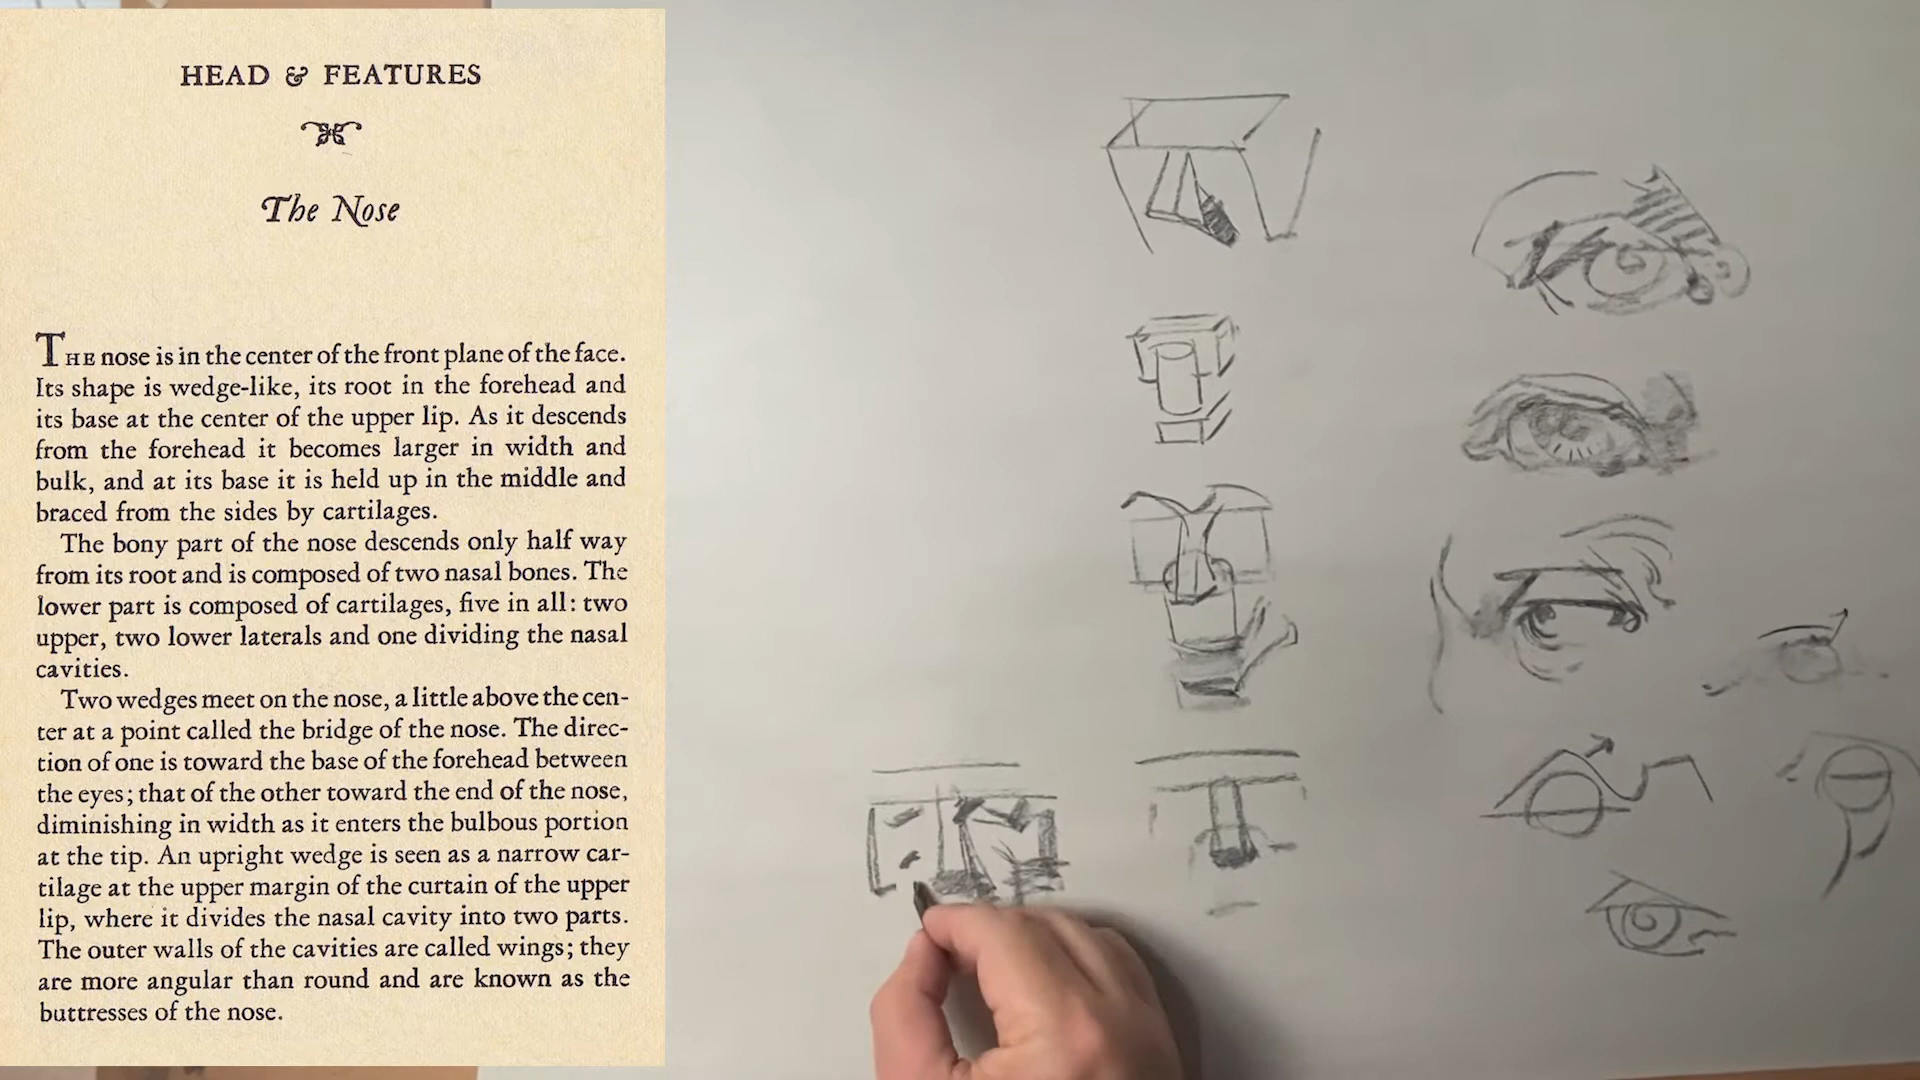 HEAD & FEATURES
The Nose
THE nose is in the center of the front plane of the face.
Its shape is wedge-like, its root in the forehead and
its base at the center of the upper lip. As it descends
from the forehead it becomes larger in width and
bulk, and at its base it is held up in the middle and
braced from the sides by cartilages.
The bony part of the nose descends only half way
from its root and is composed of two nasal bones. The
lower part is composed of cartilages, five in all: two
upper, two lower laterals and one dividing the nasal
cavities.
Two wedges meet on the nose, a little above the cen-
ter at a point called the bridge of the nose. The direc-
tion of one is toward the base of the forehead between
the eyes; that of the other toward the end of the nose,
diminishing in width as it enters the bulbous portion
at the tip. An upright wedge is seen as a narrow car-
tilage at the upper margin of the curtain of the upper
lip, where it divides the nasal cavity into two parts.
The outer walls of the cavities are called wings; they
are more angular than round and are known as the
buttresses of the nose.